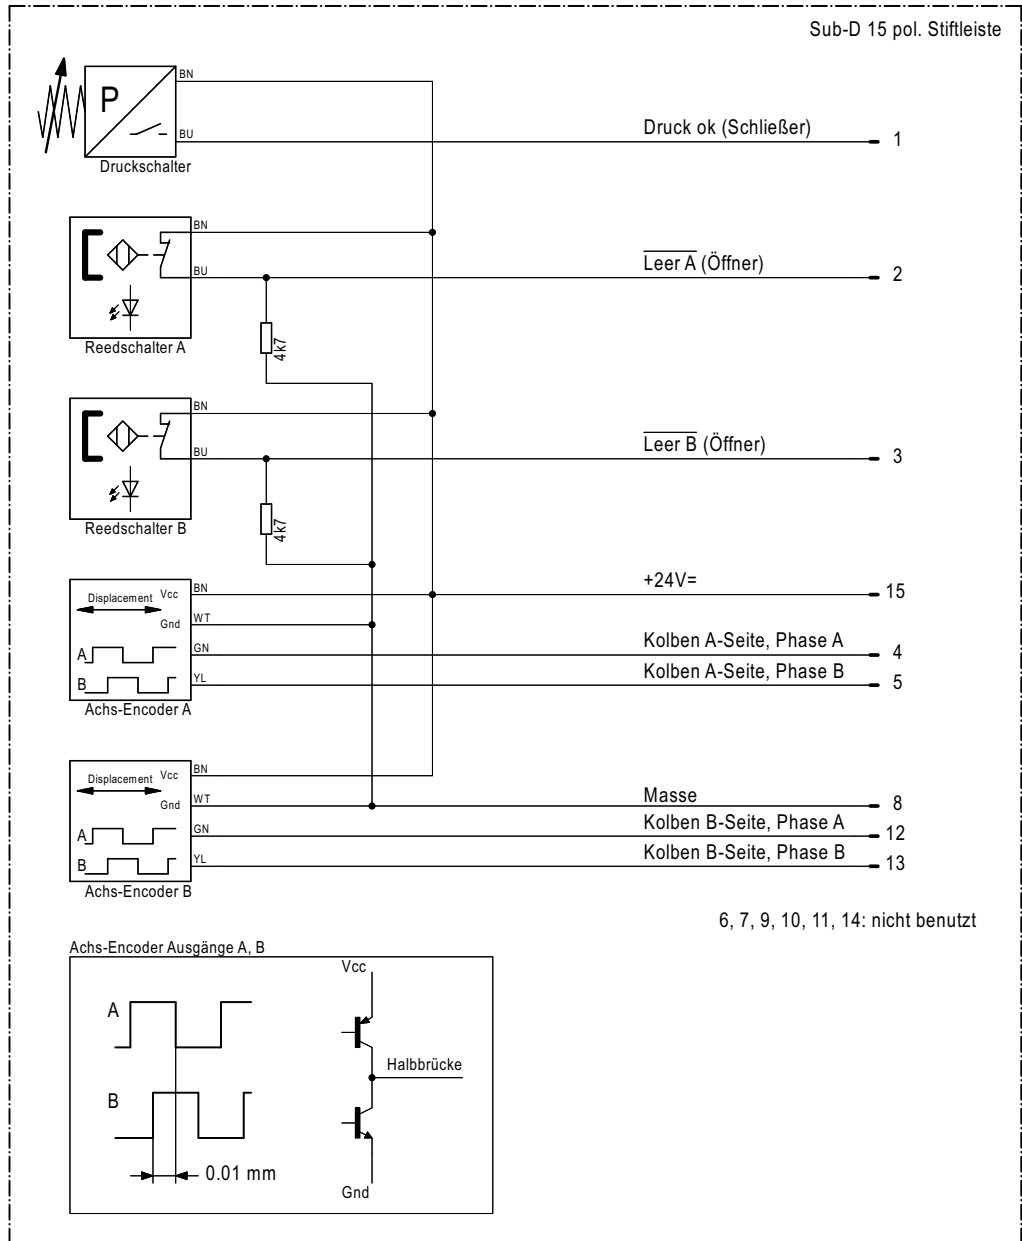 Sub-D 15 pol. Stiftleiste
BN
P
BU
Druckschalter
Druck ok (Schließer)
1
BN
BU
Reedschalter A
Leer A (Öffner)
2
4k7
BN
BU
Reedschalter B
Leer B (Öffner)
3
4k7
Displacement
Vcc
BN
Gnd
WT
A
GN
B
YL
Achs-Encoder A
+24V=
15
Kolben A-Seite, Phase A
4
Kolben A-Seite, Phase B
5
Displacement
Vcc
BN
Gnd
WT
A
GN
B
YL
Achs-Encoder B
Masse
8
Kolben B-Seite, Phase A
12
Kolben B-Seite, Phase B
13
6, 7, 9, 10, 11, 14: nicht benutzt
Achs-Encoder Ausgänge A, B
A
B
0.01 mm
Vcc
Halbbrücke
Gnd